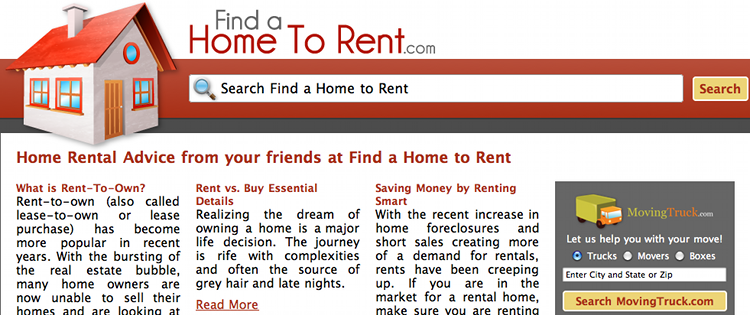 Find a
Home To Rent.com
Search Find a Home to Rent
Search
Home Rental Advice from your friends at Find a Home to Rent
What is Rent-To-Own?
Rent-to-own (also called
lease-to-own or lease
purchase) has become
more popular in recent
years. With the bursting of
the real estate bubble,
many home owners are
now unable to sell their
homes and are looking at
Rent vs. Buy Essential
Details
Realizing the dream of
owning a home is a major
life decision. The journey
is rife with complexities
and often the source of
grey hair and late nights.
Read More
Saving Money by Renting
Smart
With the recent increase in
home foreclosures and
short sales creating more
of a demand for rentals,
rents have been creeping
up. If you are in the
market for a rental home,
make sure you are renting
MovingTruck.com
Let us help you with your move!
Trucks Movers Boxes
Enter City and State or Zip
Search MovingTruck.com